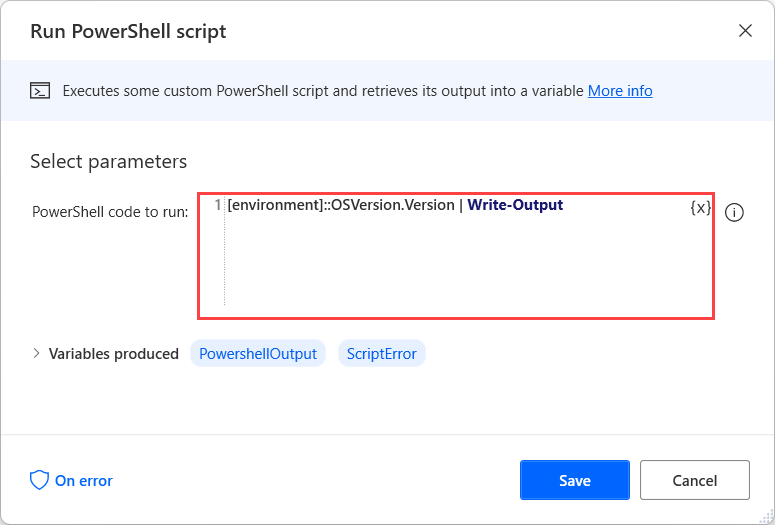 Run PowerShell script
Executes some custom PowerShell script and retrieves its output into a variable More info
Select parameters
PowerShell code to run:
1 [environment]::OSVersion.Version | Write-Output {x}
Variables produced PowershellOutput ScriptError
On error Save Cancel